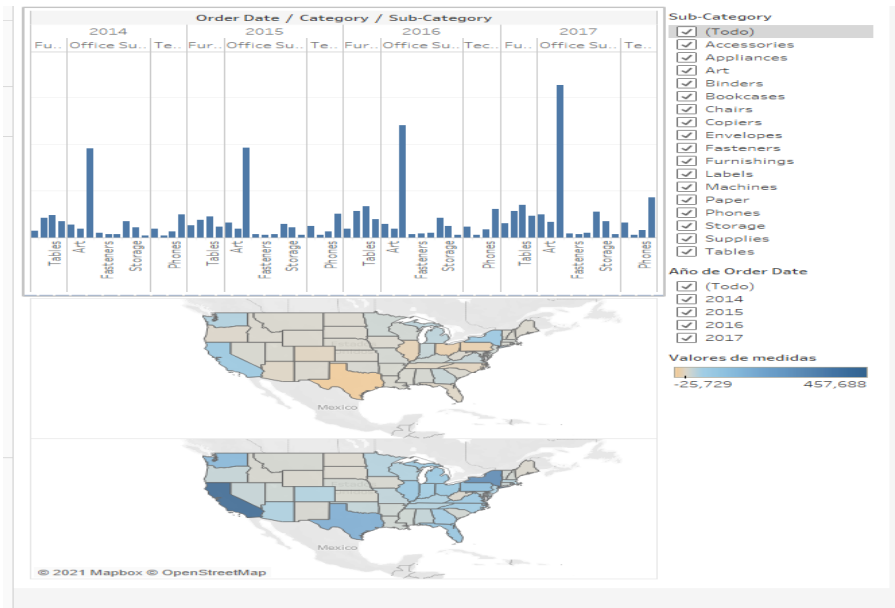 Order Date / Category / Sub-Category
2014 2015 2016 2017
Fu.. Office Su.. Te.. Fur.. Office Su.. Te.. Fur.. Office Su.. Tec.. Fu.. Office Su.. Te..
Tables Art Fasteners Storage Phones Tables Art Fasteners Storage Phones Tables Art Fasteners Storage Phones Tables Art Fasteners Storage Phones
Mexico
Mexico
© 2021 Mapbox © OpenStreetMap
Sub-Category
(Todo)
Accessories
Appliances
Art
Binders
Bookcases
Chairs
Copiers
Envelopes
Fasteners
Furnishings
Labels
Machines
Paper
Phones
Storage
Supplies
Tables
Año de Order Date
(Todo)
2014
2015
2016
2017
Valores de medidas
-25,729 457,688